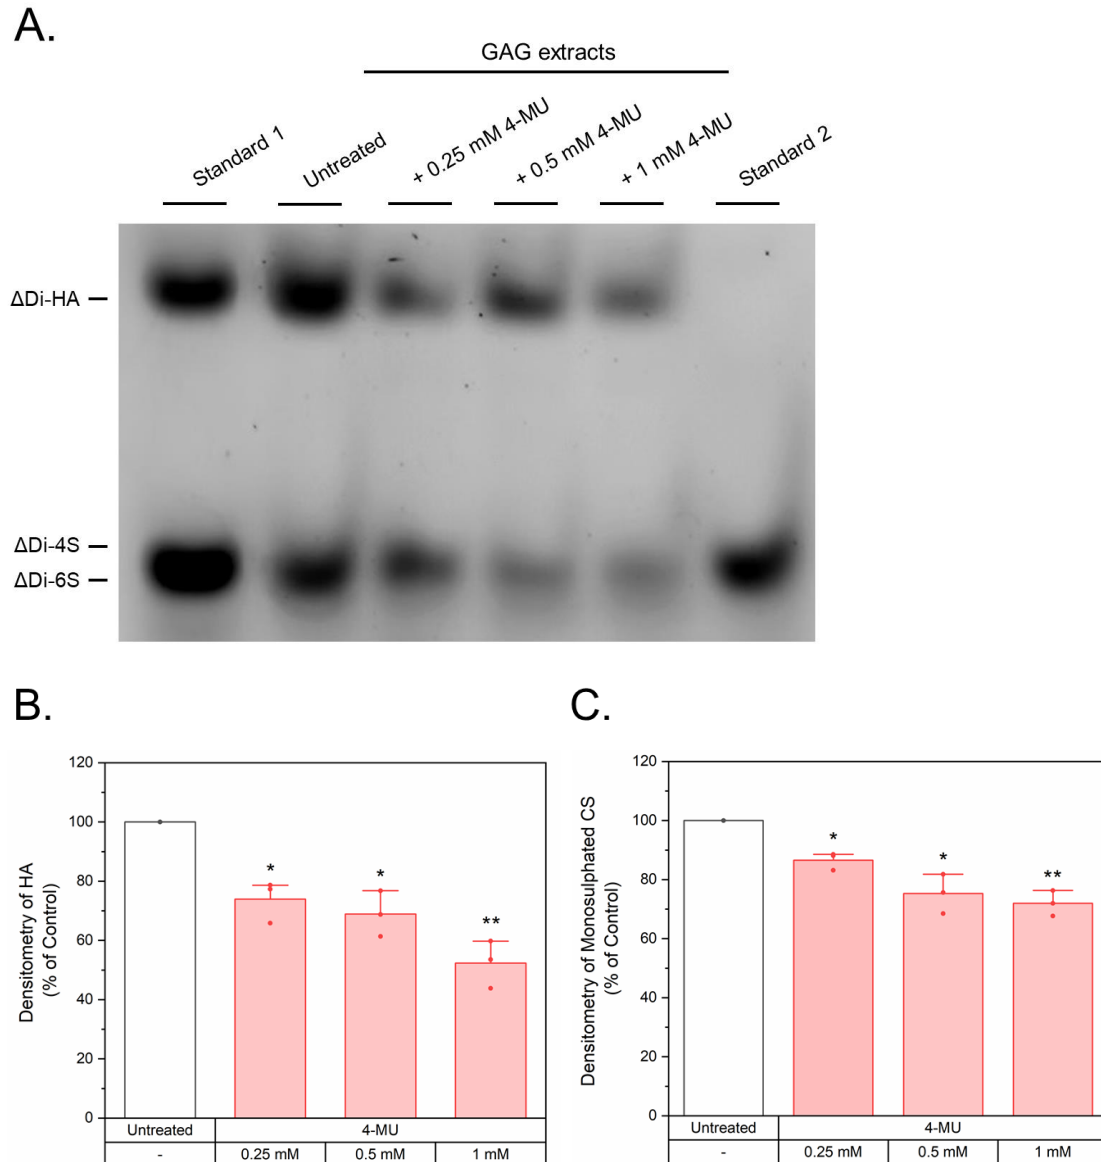 A.
GAG extracts
Standard 1
Untreated
+ 0.25 mM 4-MU
+ 0.5 mM 4-MU
+ 1 mM 4-MU
Standard 2
ΔDi-HA
ΔDi-4S
ΔDi-6S
B.
Densitometry of HA
(% of Control)
120
100
80
60
40
20
0
*
*
**
Untreated
4-MU
-
0.25 mM
0.5 mM
1 mM
C.
Densitometry of Monosulphated CS
(% of Control)
120
100
80
60
40
20
0
*
*
**
Untreated
4-MU
-
0.25 mM
0.5 mM
1 mM